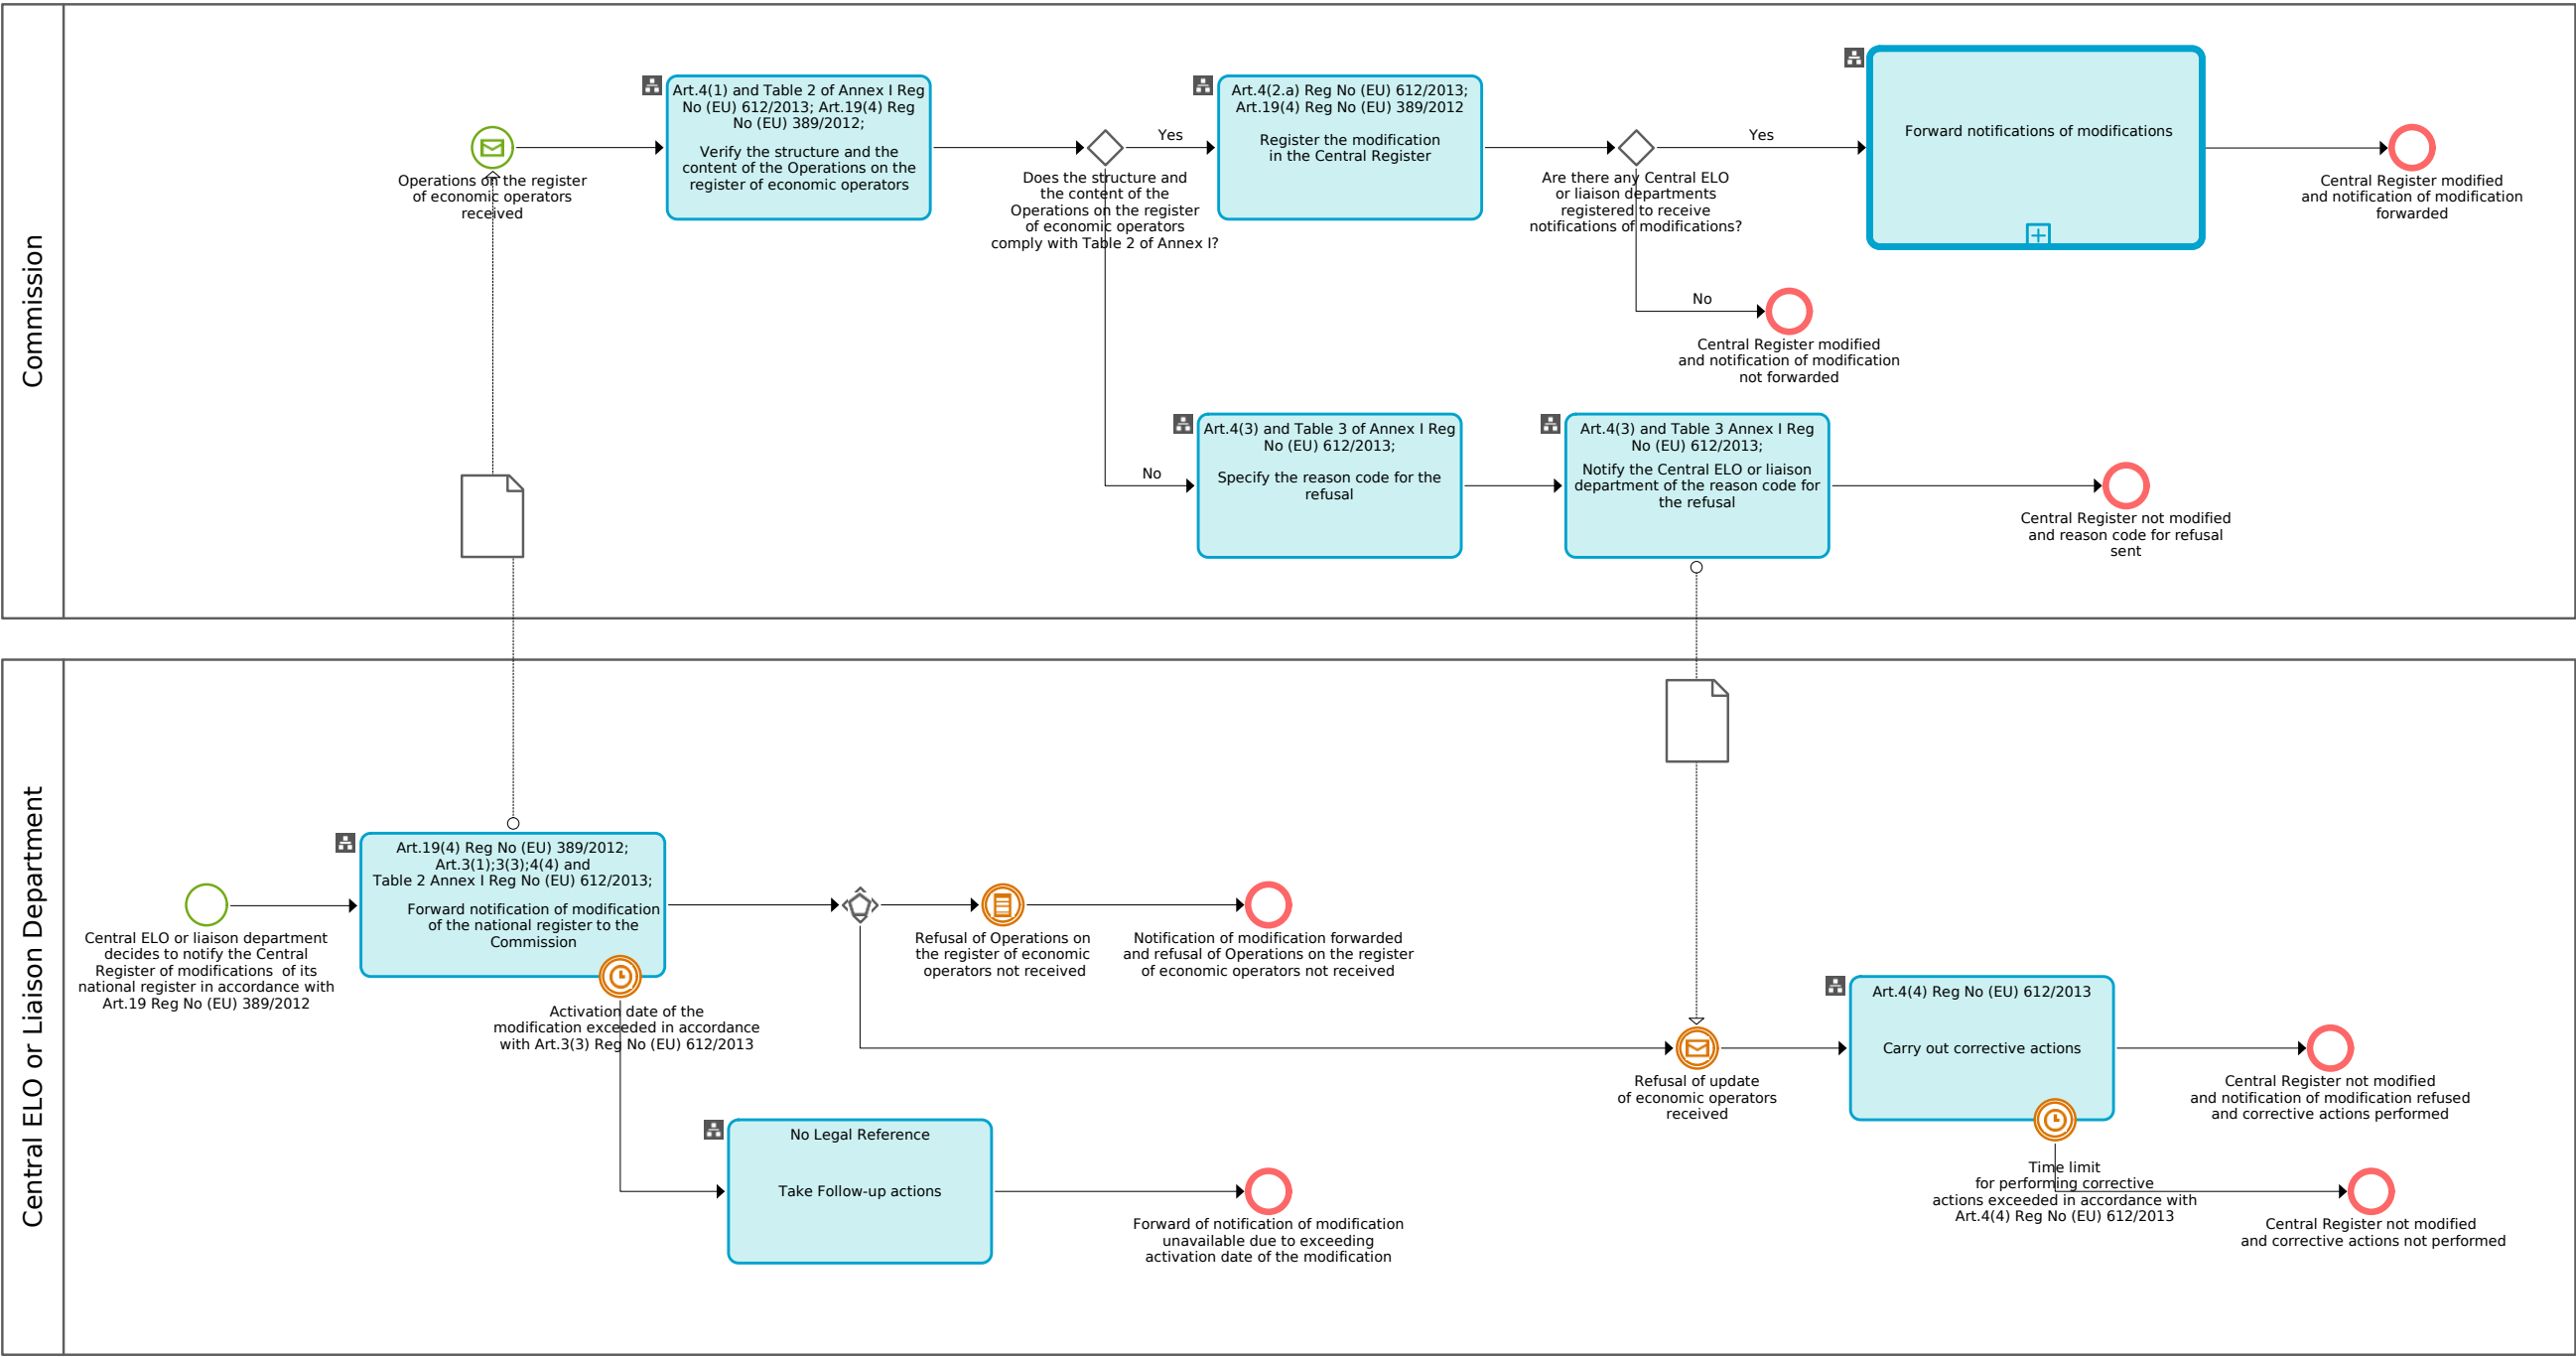 Commission
Art.4(1) and Table 2 of Annex I Reg
No (EU) 612/2013; Art.19(4) Reg
No (EU) 389/2012;
Verify the structure and the
content of the Operations on the
register of economic operators
Operations on the register
of economic operators
received
Does the structure and
the content of the
Operations on the register
of economic operators
comply with Table 2 of Annex I?
Yes
Art.4(2.a) Reg No (EU) 612/2013;
Art.19(4) Reg No (EU) 389/2012
Register the modification
in the Central Register
Are there any Central ELO
or liaison departments
registered to receive
notifications of modifications?
Yes
Forward notifications of modifications
Central Register modified
and notification of modification
forwarded
No
Central Register modified
and notification of modification
not forwarded
No
Art.4(3) and Table 3 of Annex I Reg
No (EU) 612/2013;
Specify the reason code for the
refusal
Art.4(3) and Table 3 Annex I Reg
No (EU) 612/2013;
Notify the Central ELO or liaison
department of the reason code for
the refusal
Central Register not modified
and reason code for refusal
sent
Central ELO or Liaison Department
Central ELO or liaison department
decides to notify the Central
Register of modifications  of its
national register in accordance with
Art.19 Reg No (EU) 389/2012
Art.19(4) Reg No (EU) 389/2012;
Art.3(1);3(3);4(4) and
Table 2 Annex I Reg No (EU) 612/2013;
Forward notification of modification
of the national register to the
Commission
Activation date of the
modification exceeded in accordance
with Art.3(3) Reg No (EU) 612/2013
Refusal of Operations on
the register of economic
operators not received
Notification of modification forwarded
and refusal of Operations on the register
of economic operators not received
No Legal Reference
Take Follow-up actions
Forward of notification of modification
unavailable due to exceeding
activation date of the modification
Refusal of update
of economic operators
received
Art.4(4) Reg No (EU) 612/2013
Carry out corrective actions
Central Register not modified
and notification of modification refused
and corrective actions performed
Time limit
for performing corrective
actions exceeded in accordance with
Art.4(4) Reg No (EU) 612/2013
Central Register not modified
and corrective actions not performed